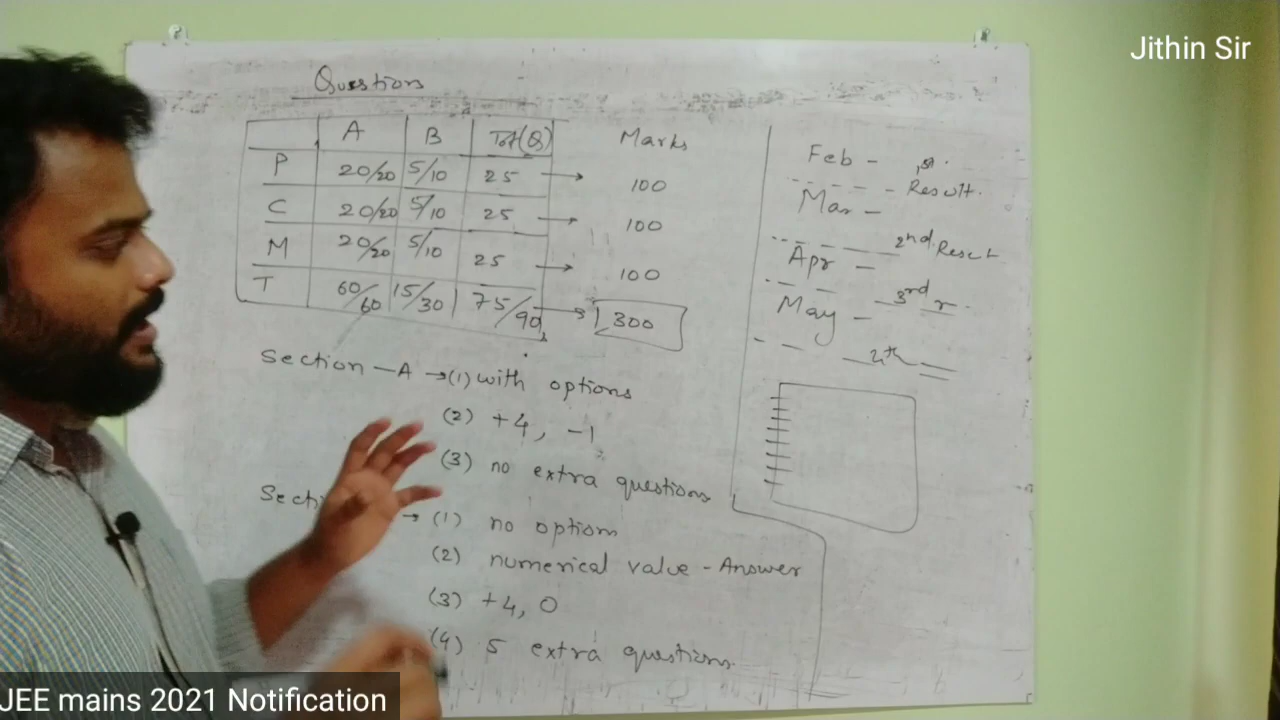 Jithin Sir
Questions
A B Tot(Q) Marks
P 20/20 5/10 25 → 100
C 20/20 5/10 25 → 100
M 20/20 5/10 25 → 100
T 60/60 15/30 75/90 → 300
Section - A → (1) with options
(2) +4, -1
(3) no extra questions
Secti
→ (1) no option
(2) numerical value - Answer
(3) +4, 0
(4) 5 extra questions.
Feb - 1st
Result.
Mar -
2nd Result
Apr -
3rd r
May -
4th
JEE mains 2021 Notification